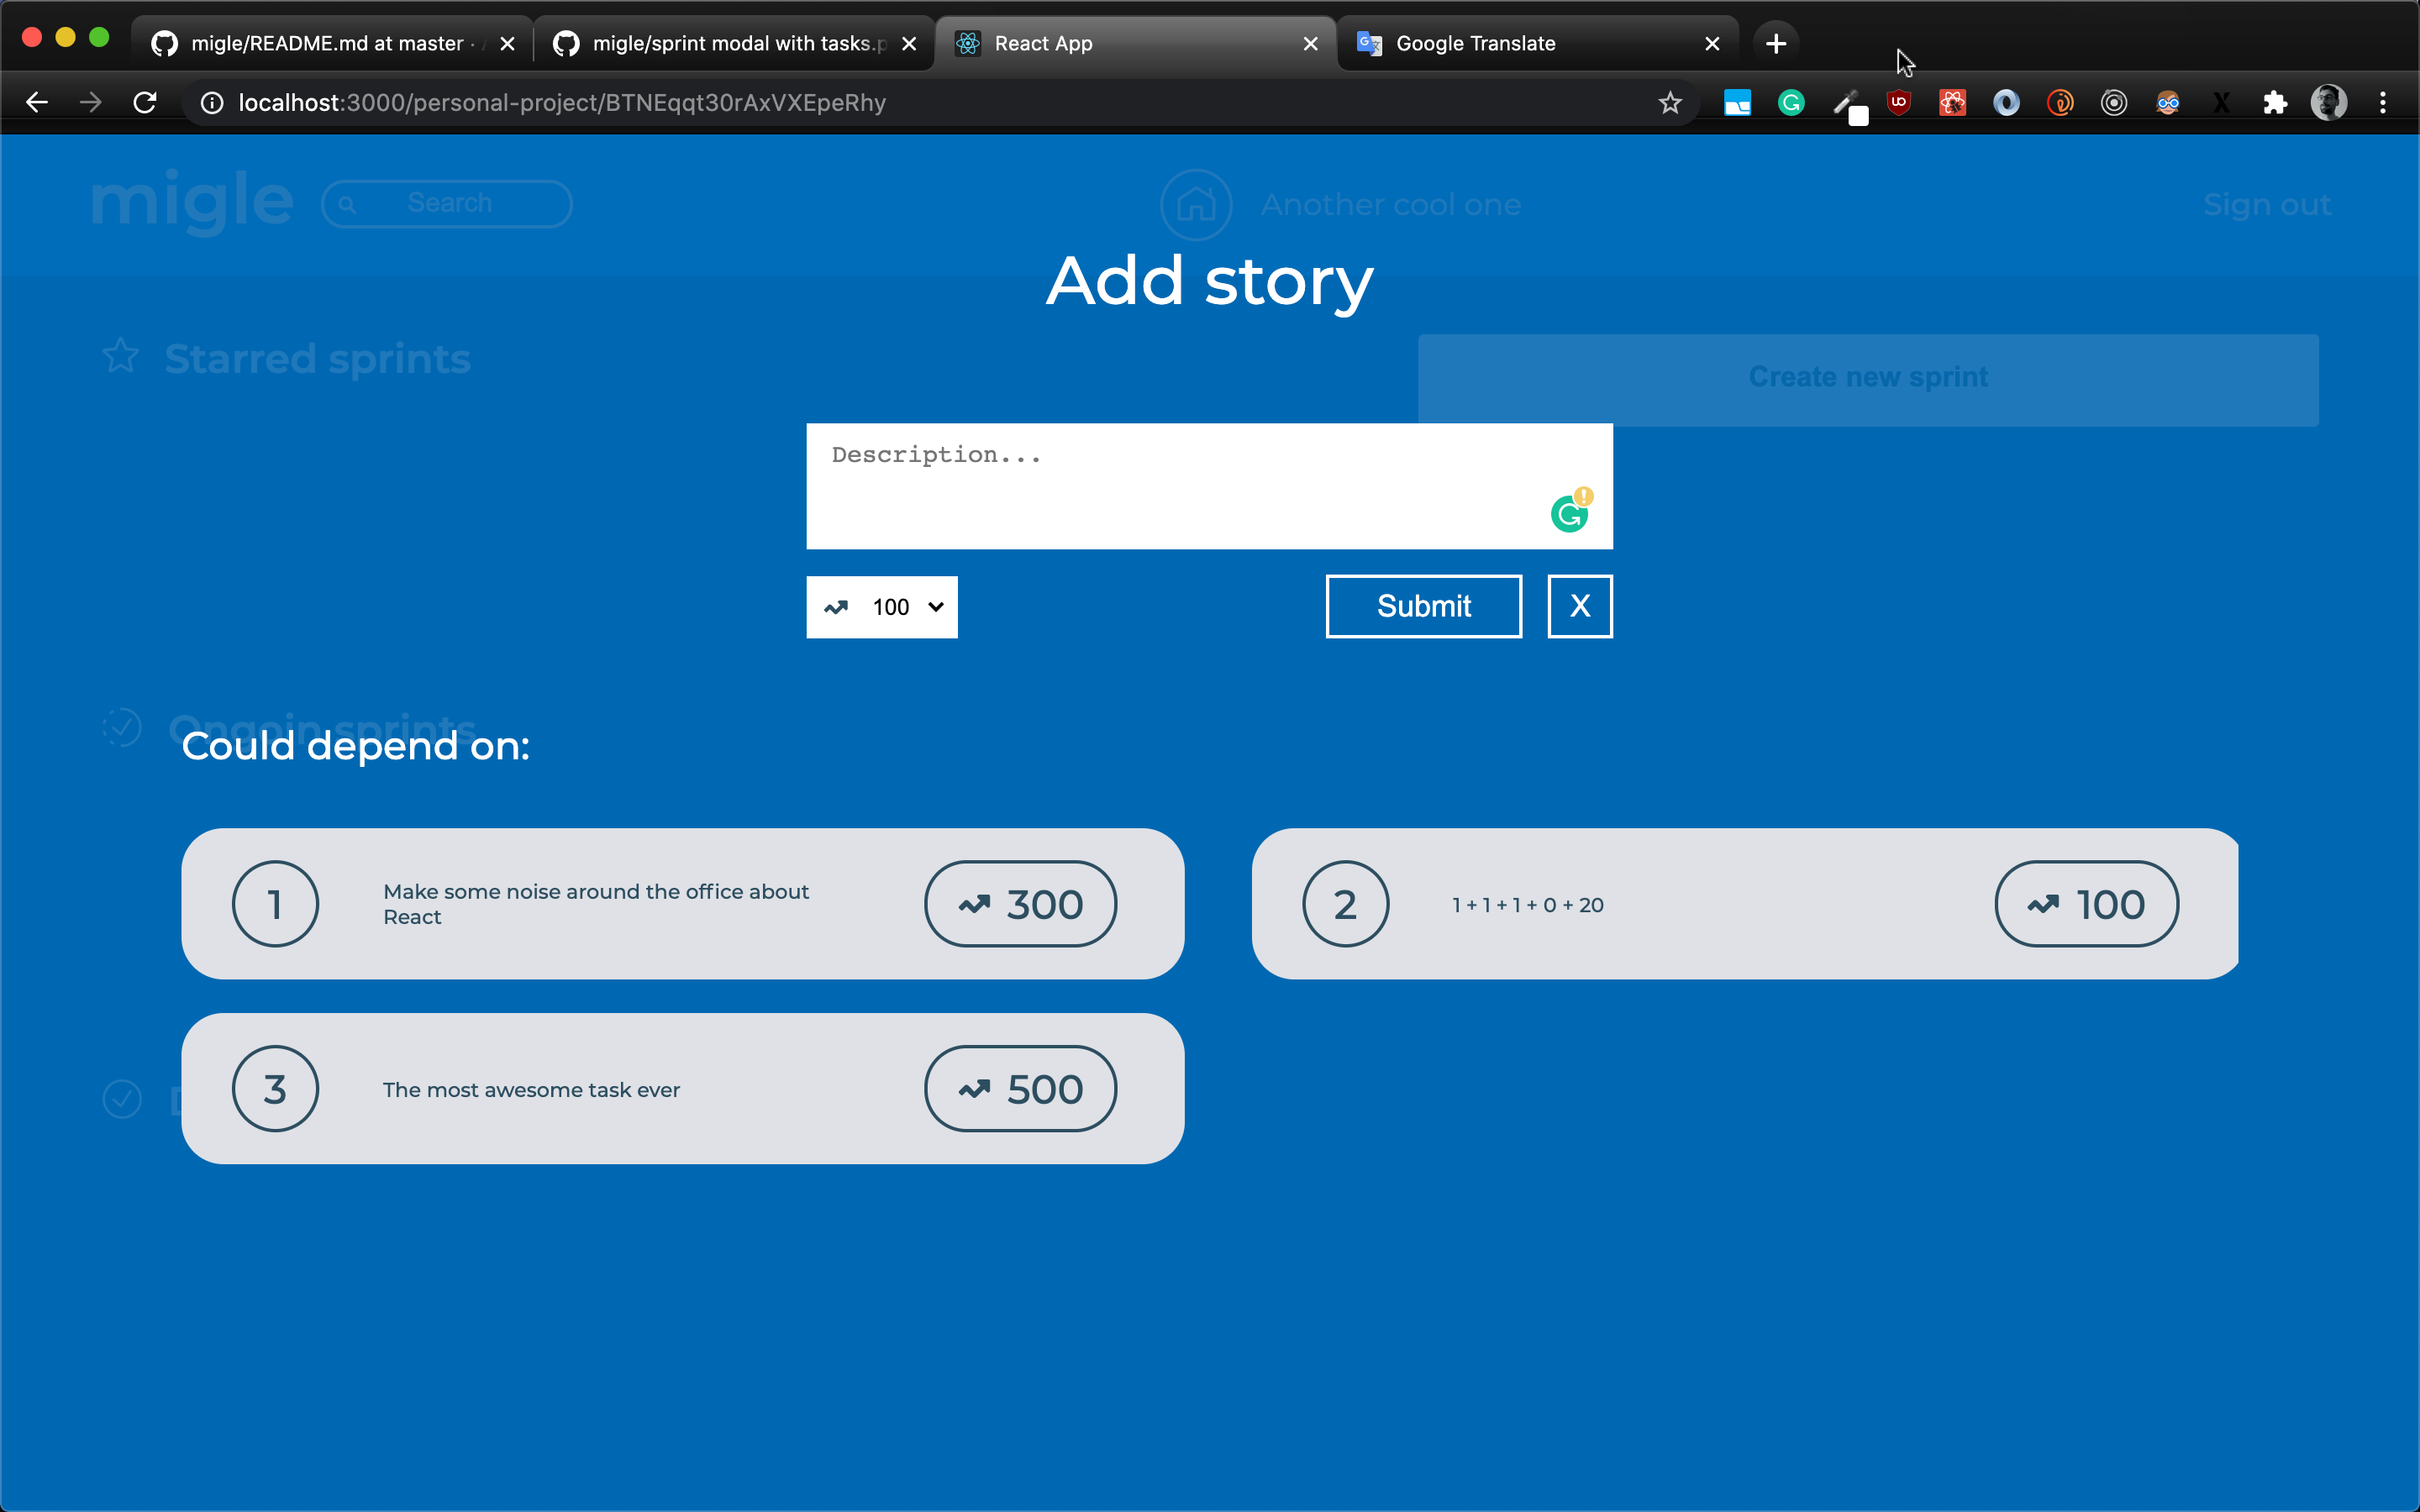 migle/README.md at master ·
migle/sprint modal with tasks.p
React App
Google Translate
localhost:3000/personal-project/BTNEqqt30rAxVXEpeRhy
migle
Search
Another cool one
Sign out
Add story
Starred sprints
Create new sprint
Description...
100
Submit
X
Ongoin sprints
Could depend on:
1
Make some noise around the office about
React
300
2
1 + 1 + 1 + 0 + 20
100
3
The most awesome task ever
500